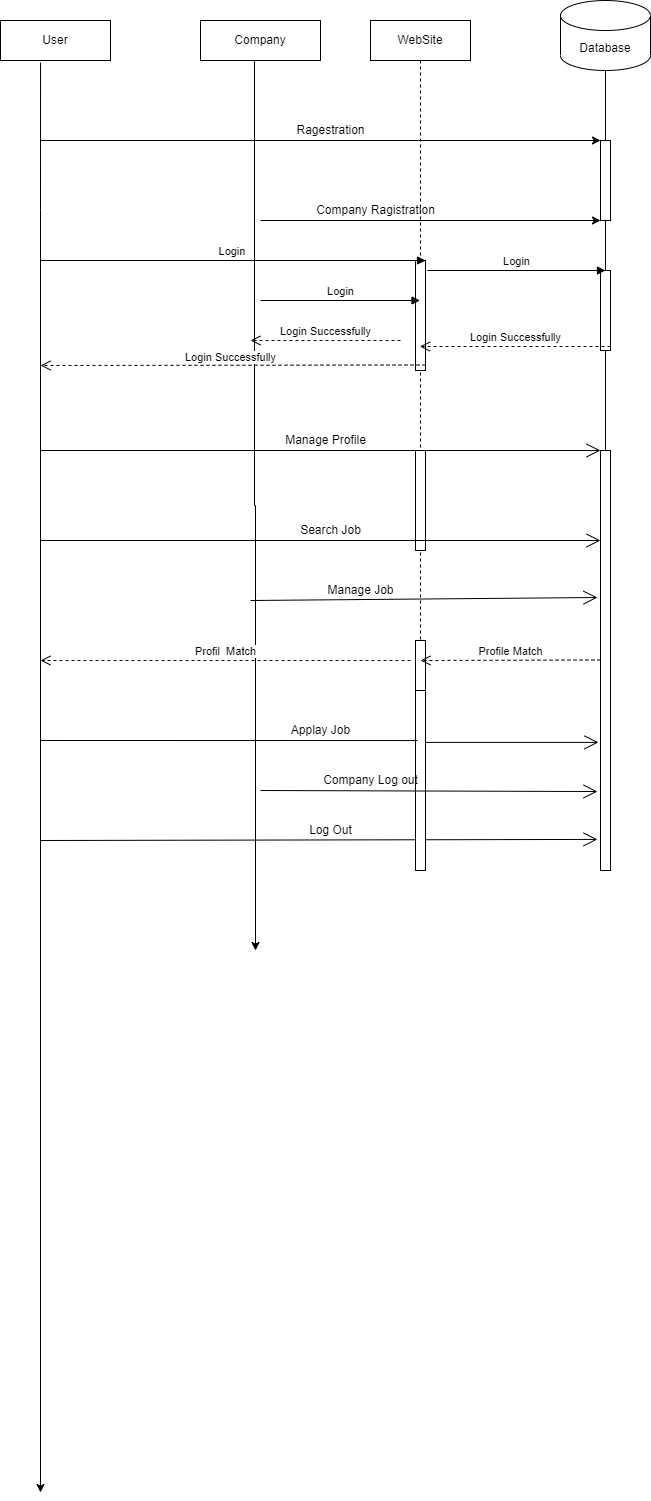 User
Company
WebSite
Database
Ragestration
Company Ragistration
Login
Login
Login
Login Successfully
Login Successfully
Login Successfully
Manage Profile
Search Job
Manage Job
Profil  Match
Profile Match
Applay Job
Company Log out
Log Out